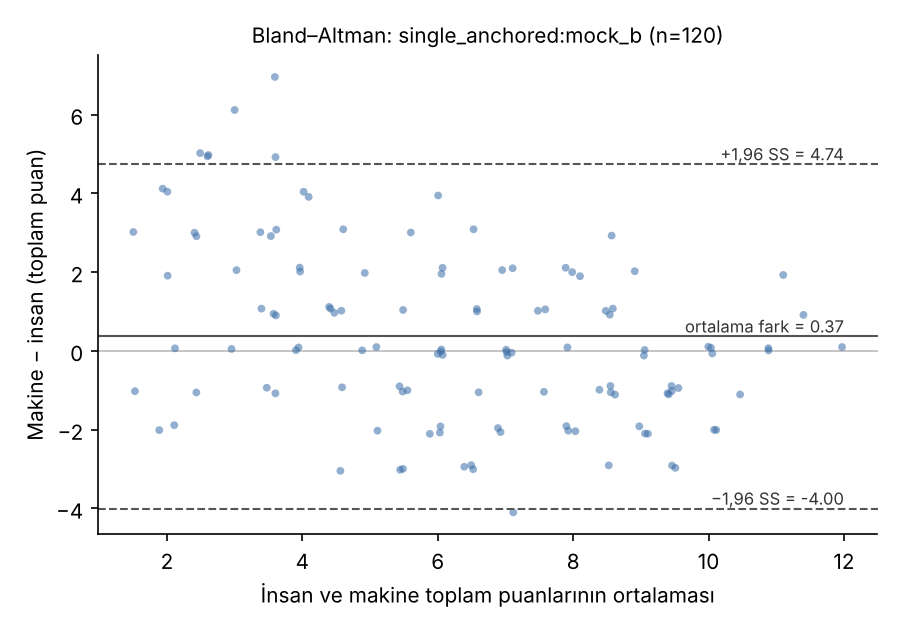 Bland–Altman: single_anchored:mock_b (n=120)
Makine − insan (toplam puan)
6
4
2
0
−2
−4
+1,96 SS = 4.74
ortalama fark = 0.37
−1,96 SS = -4.00
2
4
6
8
10
12
İnsan ve makine toplam puanlarının ortalaması